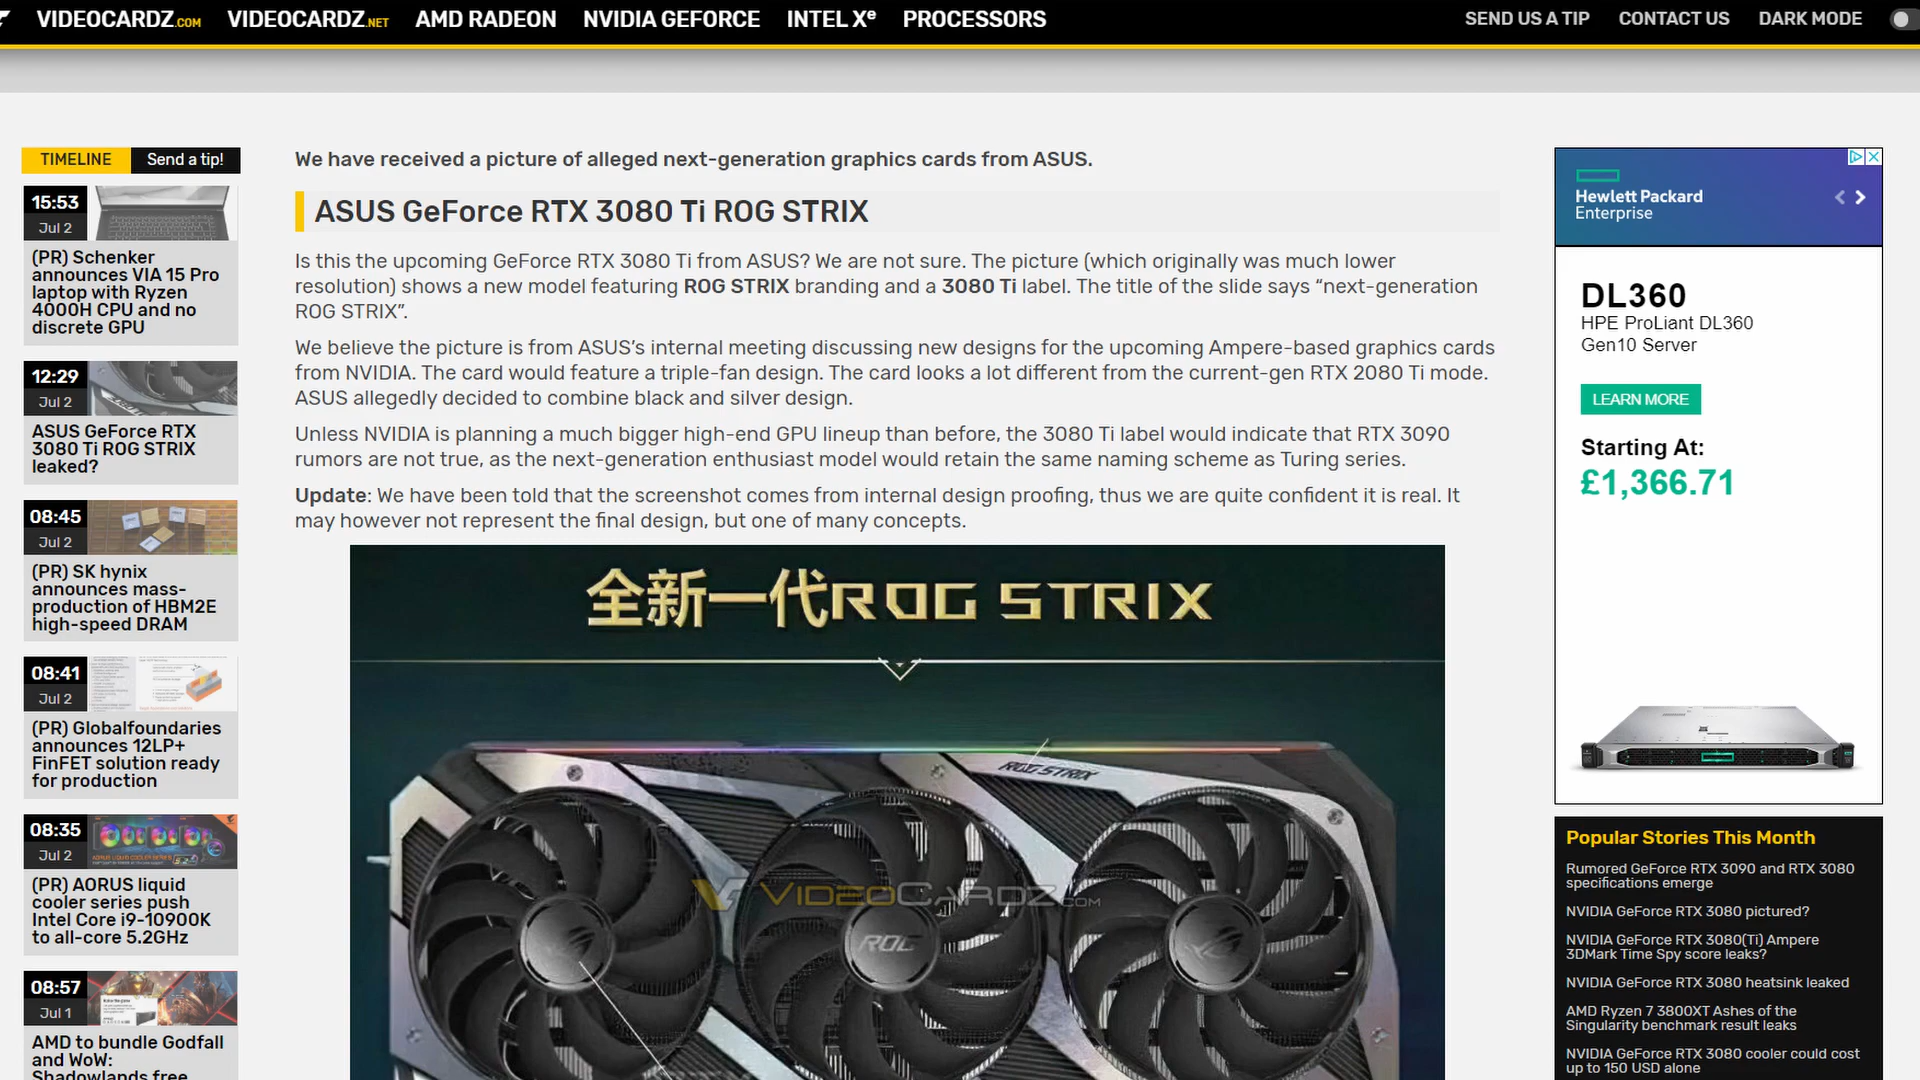 VIDEOCARDZ.COM
VIDEOCARDZ.NET
AMD RADEON
NVIDIA GEFORCE
INTEL Xe
PROCESSORS
SEND US A TIP
CONTACT US
DARK MODE
TIMELINE
Send a tip!
15:53
Jul 2
(PR) Schenker
announces VIA 15 Pro
laptop with Ryzen
4000H CPU and no
discrete GPU
12:29
Jul 2
ASUS GeForce RTX
3080 Ti ROG STRIX
leaked?
08:45
Jul 2
(PR) SK hynix
announces mass-
production of HBM2E
high-speed DRAM
08:41
Jul 2
(PR) Globalfoundaries
announces 12LP+
FinFET solution ready
for production
08:35
Jul 2
(PR) AORUS liquid
cooler series push
Intel Core i9-10900K
to all-core 5.2GHz
08:57
Jul 1
AMD to bundle Godfall
and WoW:
Shadowlands free
We have received a picture of alleged next-generation graphics cards from ASUS.
ASUS GeForce RTX 3080 Ti ROG STRIX
Is this the upcoming GeForce RTX 3080 Ti from ASUS? We are not sure. The picture (which originally was much lower
resolution) shows a new model featuring ROG STRIX branding and a 3080 Ti label. The title of the slide says “next-generation
ROG STRIX”.
We believe the picture is from ASUS’s internal meeting discussing new designs for the upcoming Ampere-based graphics cards
from NVIDIA. The card would feature a triple-fan design. The card looks a lot different from the current-gen RTX 2080 Ti mode.
ASUS allegedly decided to combine black and silver design.
Unless NVIDIA is planning a much bigger high-end GPU lineup than before, the 3080 Ti label would indicate that RTX 3090
rumors are not true, as the next-generation enthusiast model would retain the same naming scheme as Turing series.
Update: We have been told that the screenshot comes from internal design proofing, thus we are quite confident it is real. It
may however not represent the final design, but one of many concepts.
全新一代ROG STRIX
ROG STRIX
VIDEOCARDZ.COM
ROG
Hewlett Packard
Enterprise
DL360
HPE ProLiant DL360
Gen10 Server
LEARN MORE
Starting At:
£1,366.71
Popular Stories This Month
Rumored GeForce RTX 3090 and RTX 3080
specifications emerge
NVIDIA GeForce RTX 3080 pictured?
NVIDIA GeForce RTX 3080(Ti) Ampere
3DMark Time Spy score leaks?
NVIDIA GeForce RTX 3080 heatsink leaked
AMD Ryzen 7 3800XT Ashes of the
Singularity benchmark result leaks
NVIDIA GeForce RTX 3080 cooler could cost
up to 150 USD alone